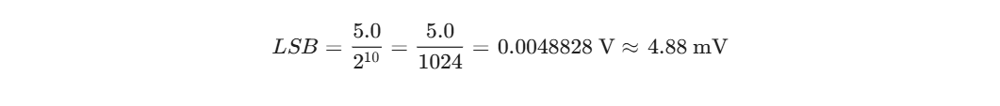 LSB = 5.0/2^10 = 5.0/1024 = 0.0048828 V ≈ 4.88 mV